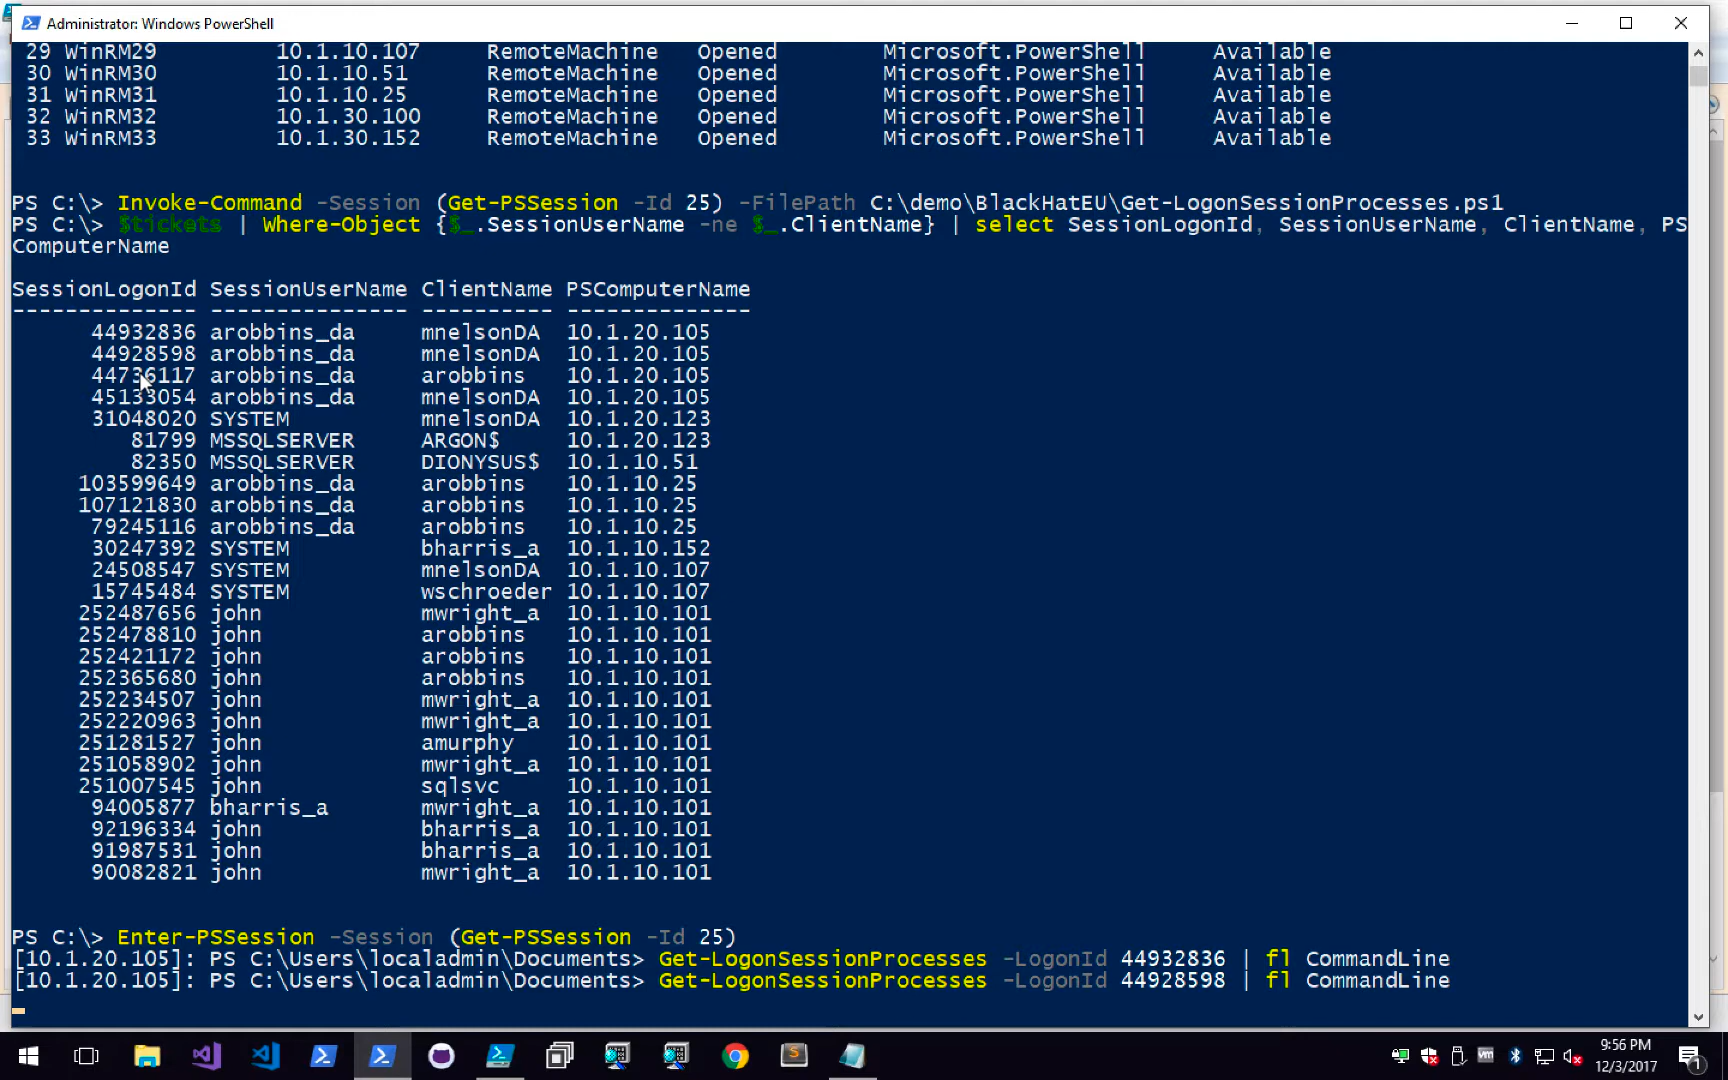 Administrator: Windows PowerShell
29 WinRM29 10.1.10.107 RemoteMachine Opened Microsoft.PowerShell Available
30 WinRM30 10.1.10.51 RemoteMachine Opened Microsoft.PowerShell Available
31 WinRM31 10.1.10.25 RemoteMachine Opened Microsoft.PowerShell Available
32 WinRM32 10.1.30.100 RemoteMachine Opened Microsoft.PowerShell Available
33 WinRM33 10.1.30.152 RemoteMachine Opened Microsoft.PowerShell Available
PS C:\> Invoke-Command -Session (Get-PSSession -Id 25) -FilePath C:\demo\BlackHatEU\Get-LogonSessionProcesses.ps1
PS C:\> $tickets | Where-Object {$_.SessionUserName -ne $_.ClientName} | select SessionLogonId, SessionUserName, ClientName, PS
ComputerName
SessionLogonId SessionUserName ClientName PSComputerName
-------------- --------------- ---------- --------------
44932836 arobbins_da mnelsonDA 10.1.20.105
44928598 arobbins_da mnelsonDA 10.1.20.105
44736117 arobbins_da arobbins 10.1.20.105
45133054 arobbins_da mnelsonDA 10.1.20.105
31048020 SYSTEM mnelsonDA 10.1.20.123
81799 MSSQLSERVER ARGON$ 10.1.20.123
82350 MSSQLSERVER DIONYSUS$ 10.1.10.51
103599649 arobbins_da arobbins 10.1.10.25
107121830 arobbins_da arobbins 10.1.10.25
79245116 arobbins_da arobbins 10.1.10.25
30247392 SYSTEM bharris_a 10.1.10.152
24508547 SYSTEM mnelsonDA 10.1.10.107
15745484 SYSTEM wschroeder 10.1.10.107
252487656 john mwright_a 10.1.10.101
252478810 john arobbins 10.1.10.101
252421172 john arobbins 10.1.10.101
252365680 john arobbins 10.1.10.101
252234507 john mwright_a 10.1.10.101
252220963 john mwright_a 10.1.10.101
251281527 john amurphy 10.1.10.101
251058902 john mwright_a 10.1.10.101
251007545 john sqlsvc 10.1.10.101
94005877 bharris_a mwright_a 10.1.10.101
92196334 john bharris_a 10.1.10.101
91987531 john bharris_a 10.1.10.101
90082821 john mwright_a 10.1.10.101
PS C:\> Enter-PSSession -Session (Get-PSSession -Id 25)
[10.1.20.105]: PS C:\Users\localadmin\Documents> Get-LogonSessionProcesses -LogonId 44932836 | fl CommandLine
[10.1.20.105]: PS C:\Users\localadmin\Documents> Get-LogonSessionProcesses -LogonId 44928598 | fl CommandLine
9:56 PM
12/3/2017